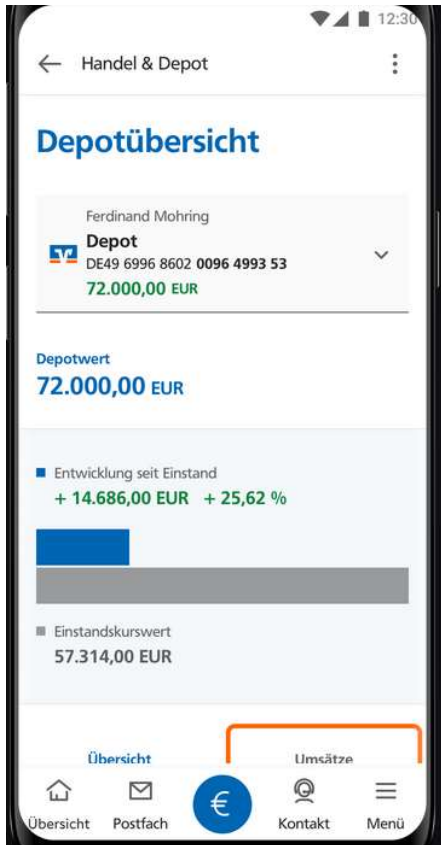 12:30
Handel & Depot
Depotübersicht
Ferdinand Mohring
Depot
DE49 6996 8602 0096 4993 53
72.000,00 EUR
Depotwert
72.000,00 EUR
Entwicklung seit Einstand
+ 14.686,00 EUR + 25,62 %
Einstandskurswert
57.314,00 EUR
Übersicht Umsätze
€
Übersicht Postfach Kontakt Menü